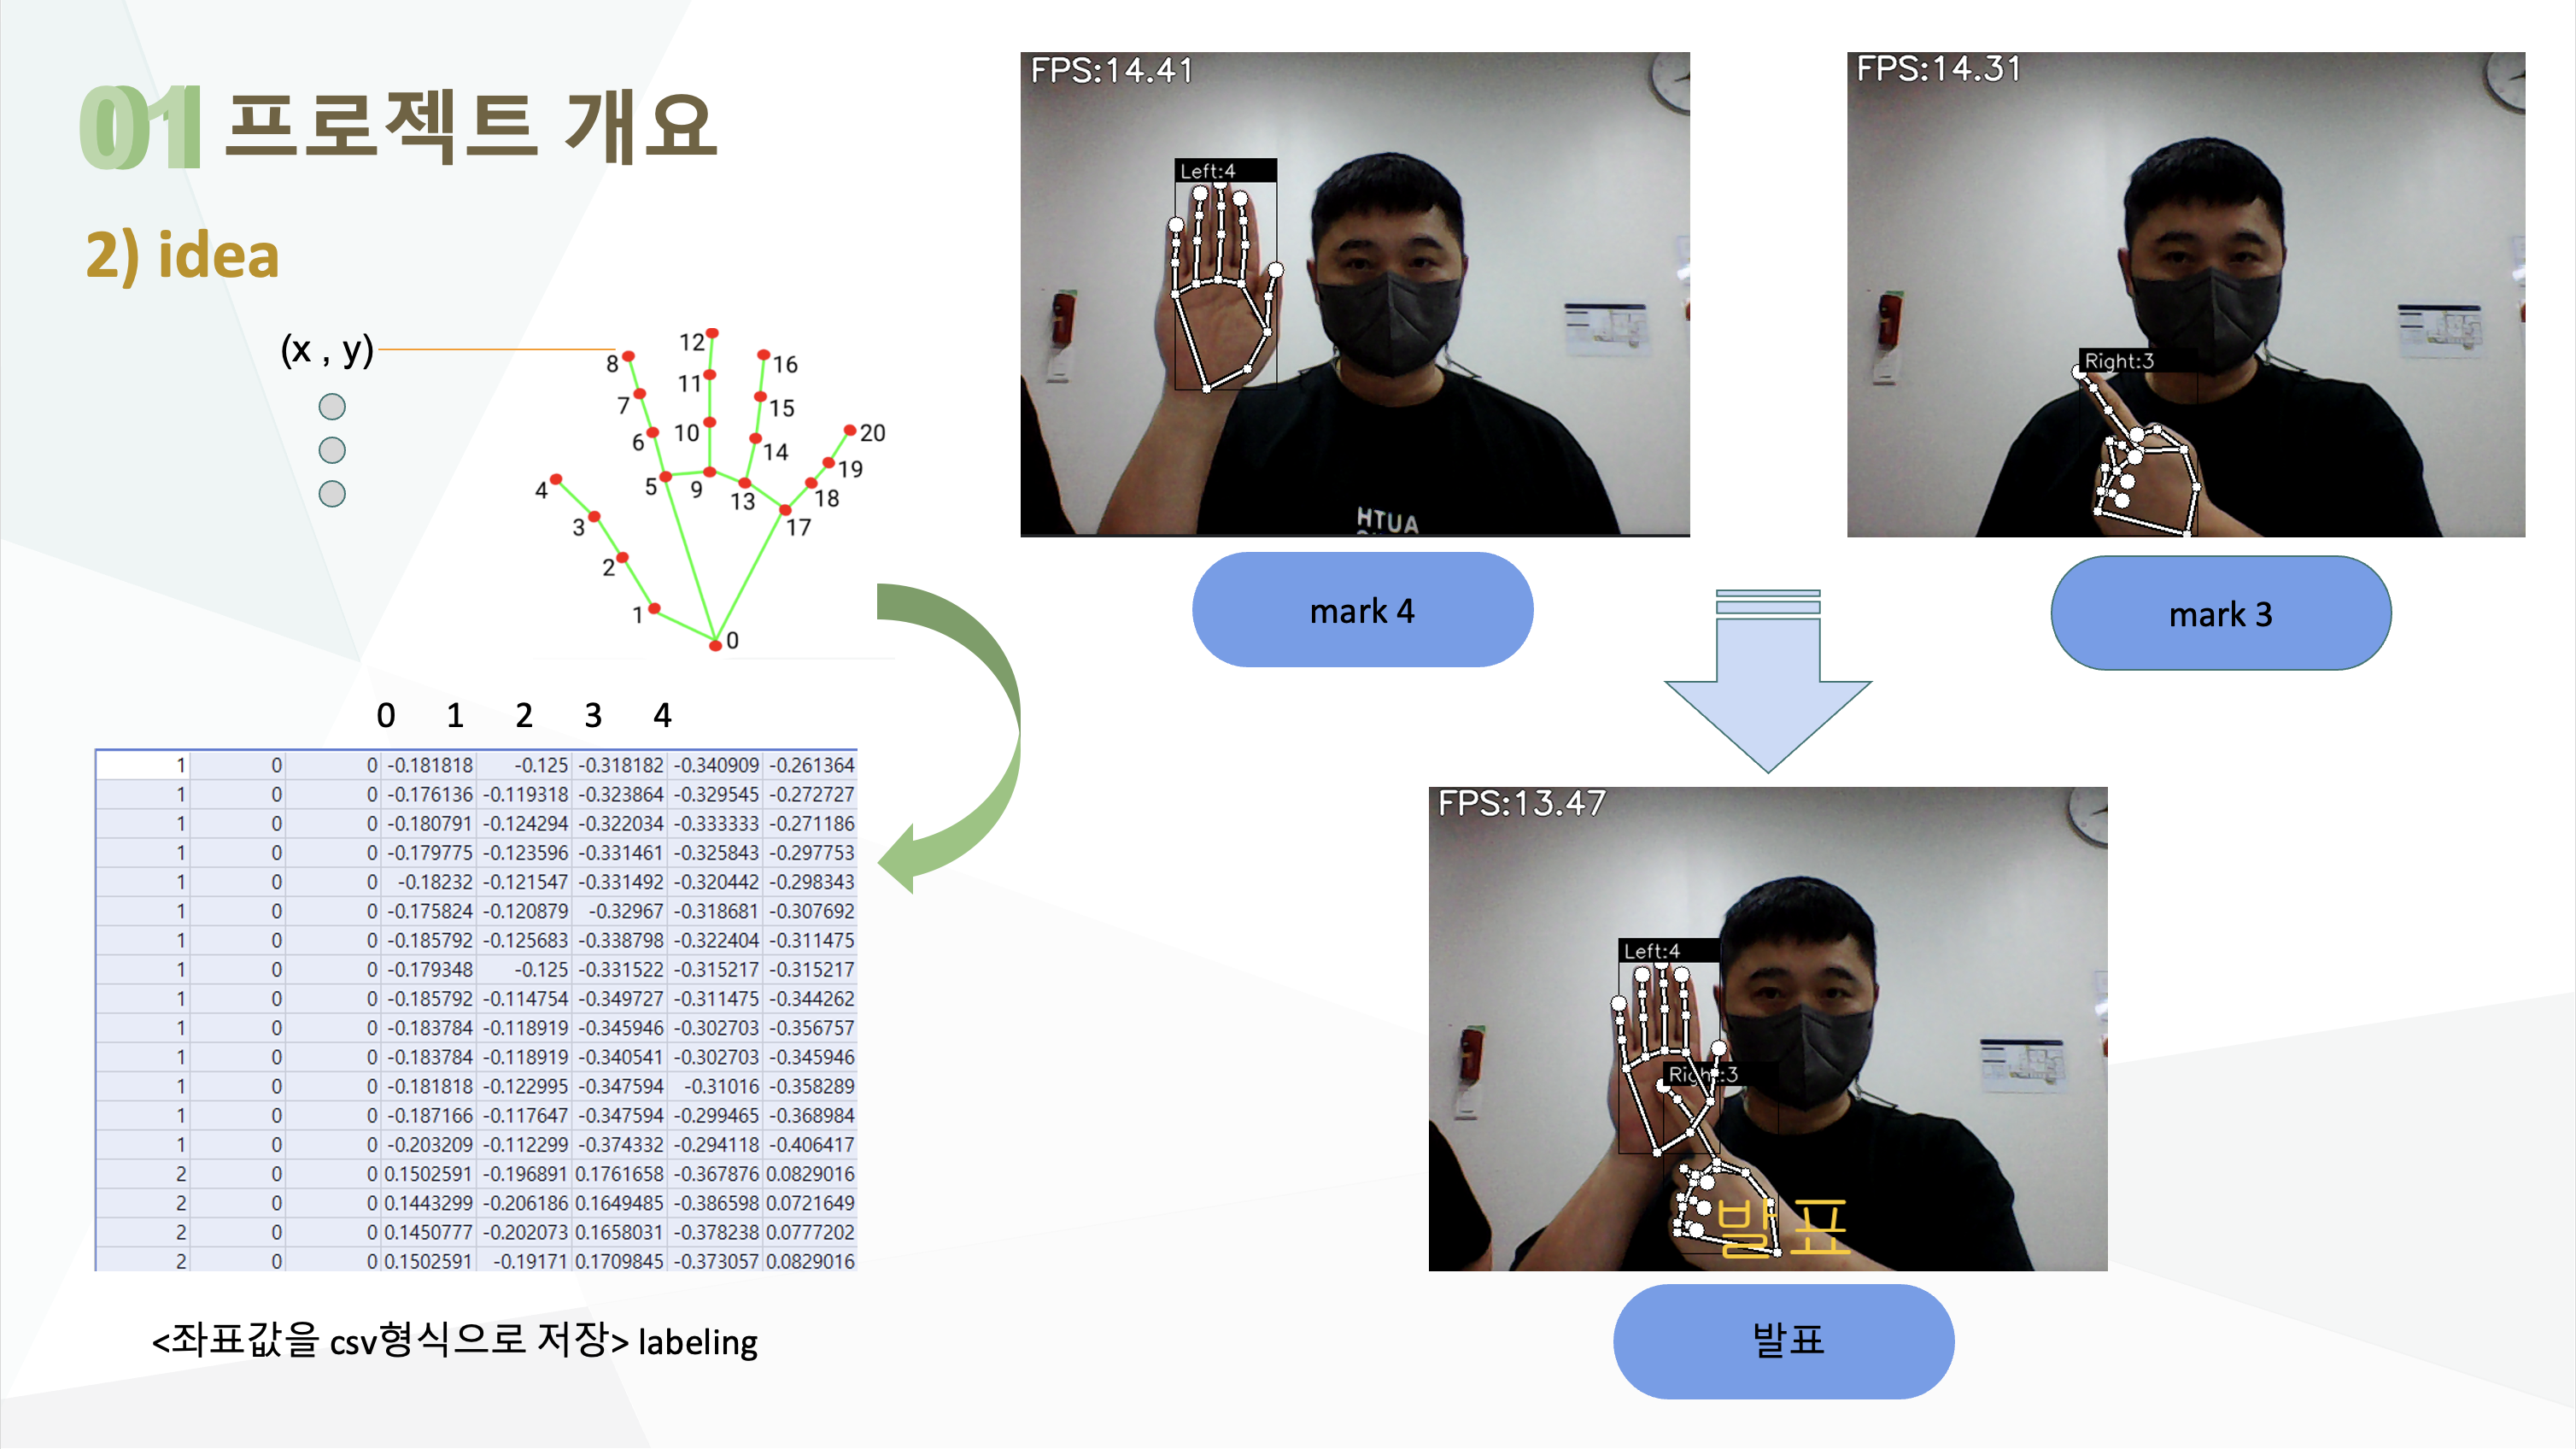 01 프로젝트 개요
2) idea
(x , y)
12
8
16
11
7
15
6
10
14
20
19
4
5
9
13
18
3
17
2
1
0
0 1 2 3 4
1 0 0 -0.181818 -0.125 -0.318182 -0.340909 -0.261364
1 0 0 -0.176136 -0.119318 -0.323864 -0.329545 -0.272727
1 0 0 -0.180791 -0.124294 -0.322034 -0.333333 -0.271186
1 0 0 -0.179775 -0.123596 -0.331461 -0.325843 -0.297753
1 0 0 -0.18232 -0.121547 -0.331492 -0.320442 -0.298343
1 0 0 -0.175824 -0.120879 -0.32967 -0.318681 -0.307692
1 0 0 -0.185792 -0.125683 -0.338798 -0.322404 -0.311475
1 0 0 -0.179348 -0.125 -0.331522 -0.315217 -0.315217
1 0 0 -0.185792 -0.114754 -0.349727 -0.311475 -0.344262
1 0 0 -0.183784 -0.118919 -0.345946 -0.302703 -0.356757
1 0 0 -0.183784 -0.118919 -0.340541 -0.302703 -0.345946
1 0 0 -0.181818 -0.122995 -0.347594 -0.31016 -0.358289
1 0 0 -0.187166 -0.117647 -0.347594 -0.299465 -0.368984
1 0 0 -0.203209 -0.112299 -0.374332 -0.294118 -0.406417
2 0 0 0.1502591 -0.196891 0.1761658 -0.367876 0.0829016
2 0 0 0.1443299 -0.206186 0.1649485 -0.386598 0.0721649
2 0 0 0.1450777 -0.202073 0.1658031 -0.378238 0.0777202
2 0 0 0.1502591 -0.19171 0.1709845 -0.373057 0.0829016
<좌표값을 csv형식으로 저장> labeling
FPS:14.41
Left:4
HTUA
mark 4
FPS:14.31
Right:3
mark 3
FPS:13.47
Left:4
Right:3
발표
발표